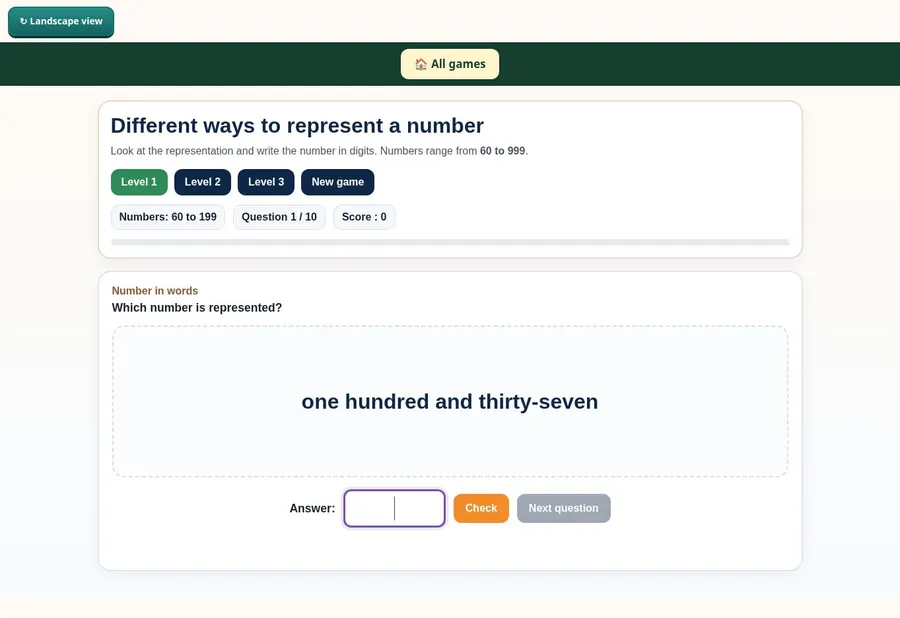 ↻ Landscape view
🏠 All games
Different ways to represent a number
Look at the representation and write the number in digits. Numbers range from 60 to 999.
Level 1 Level 2 Level 3 New game
Numbers: 60 to 199 Question 1 / 10 Score : 0
Number in words
Which number is represented?
one hundred and thirty-seven
Answer: Check Next question